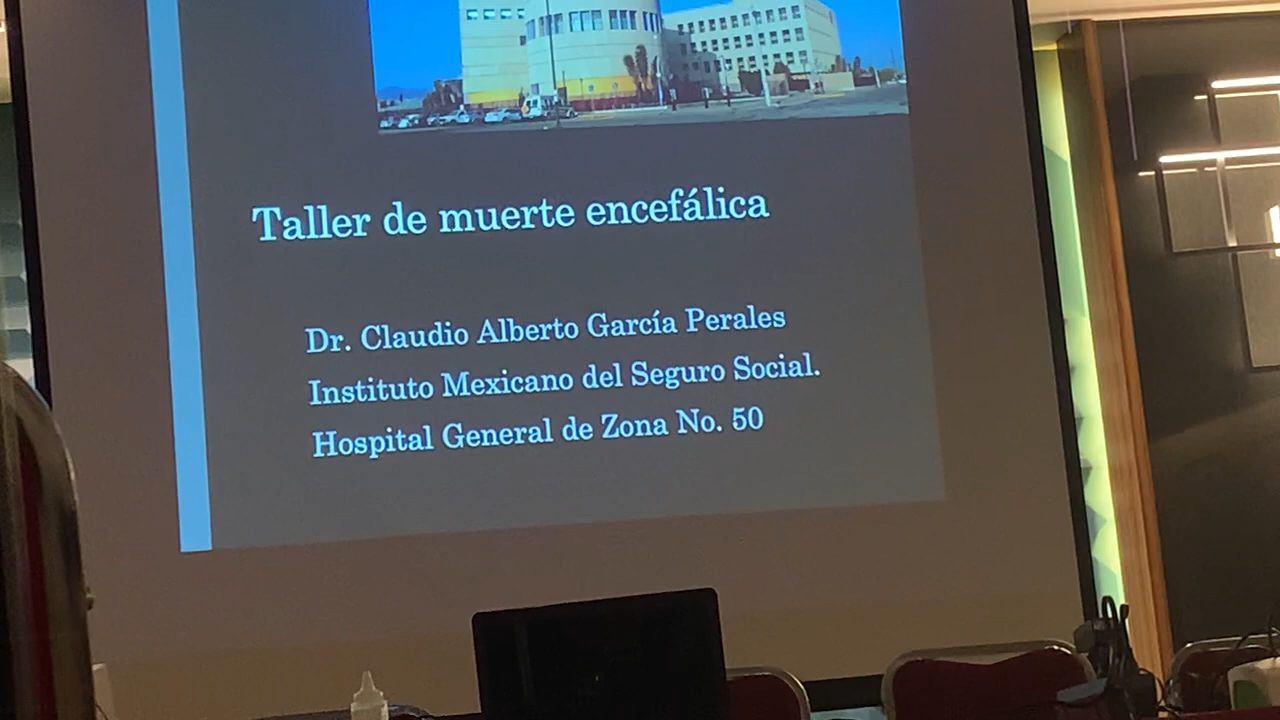 Taller de muerte encefálica
Dr. Claudio Alberto García Perales
Instituto Mexicano del Seguro Social.
Hospital General de Zona No. 50